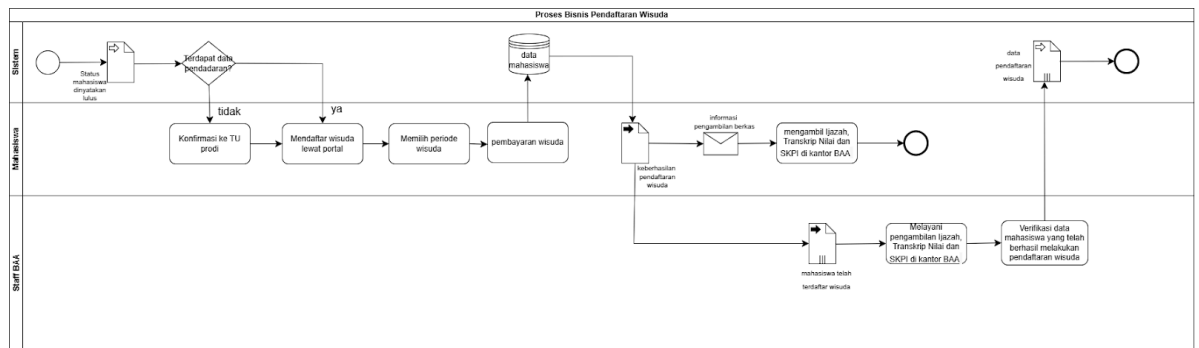 Proses Bisnis Pendaftaran Wisuda
Sistem
Status
mahasiswa
dinyatakan
lulus
Terdapat data
pendadaran?
tidak
ya
data
mahasiswa
data
pendaftaran
wisuda
Mahasiswa
Konfirmasi ke TU
prodi
Mendaftar wisuda
lewat portal
Memilih periode
wisuda
pembayaran wisuda
keberhasilan
pendaftaran
wisuda
informasi
pengambilan berkas
mengambil Ijazah,
Transkrip Nilai dan
SKPI di kantor BAA
Staff BAA
mahasiswa telah
terdaftar wisuda
Melayani
pengambilan Ijazah,
Transkrip Nilai dan
SKPI di kantor BAA
Verifikasi data
mahasiswa yang telah
berhasil melakukan
pendaftaran wisuda